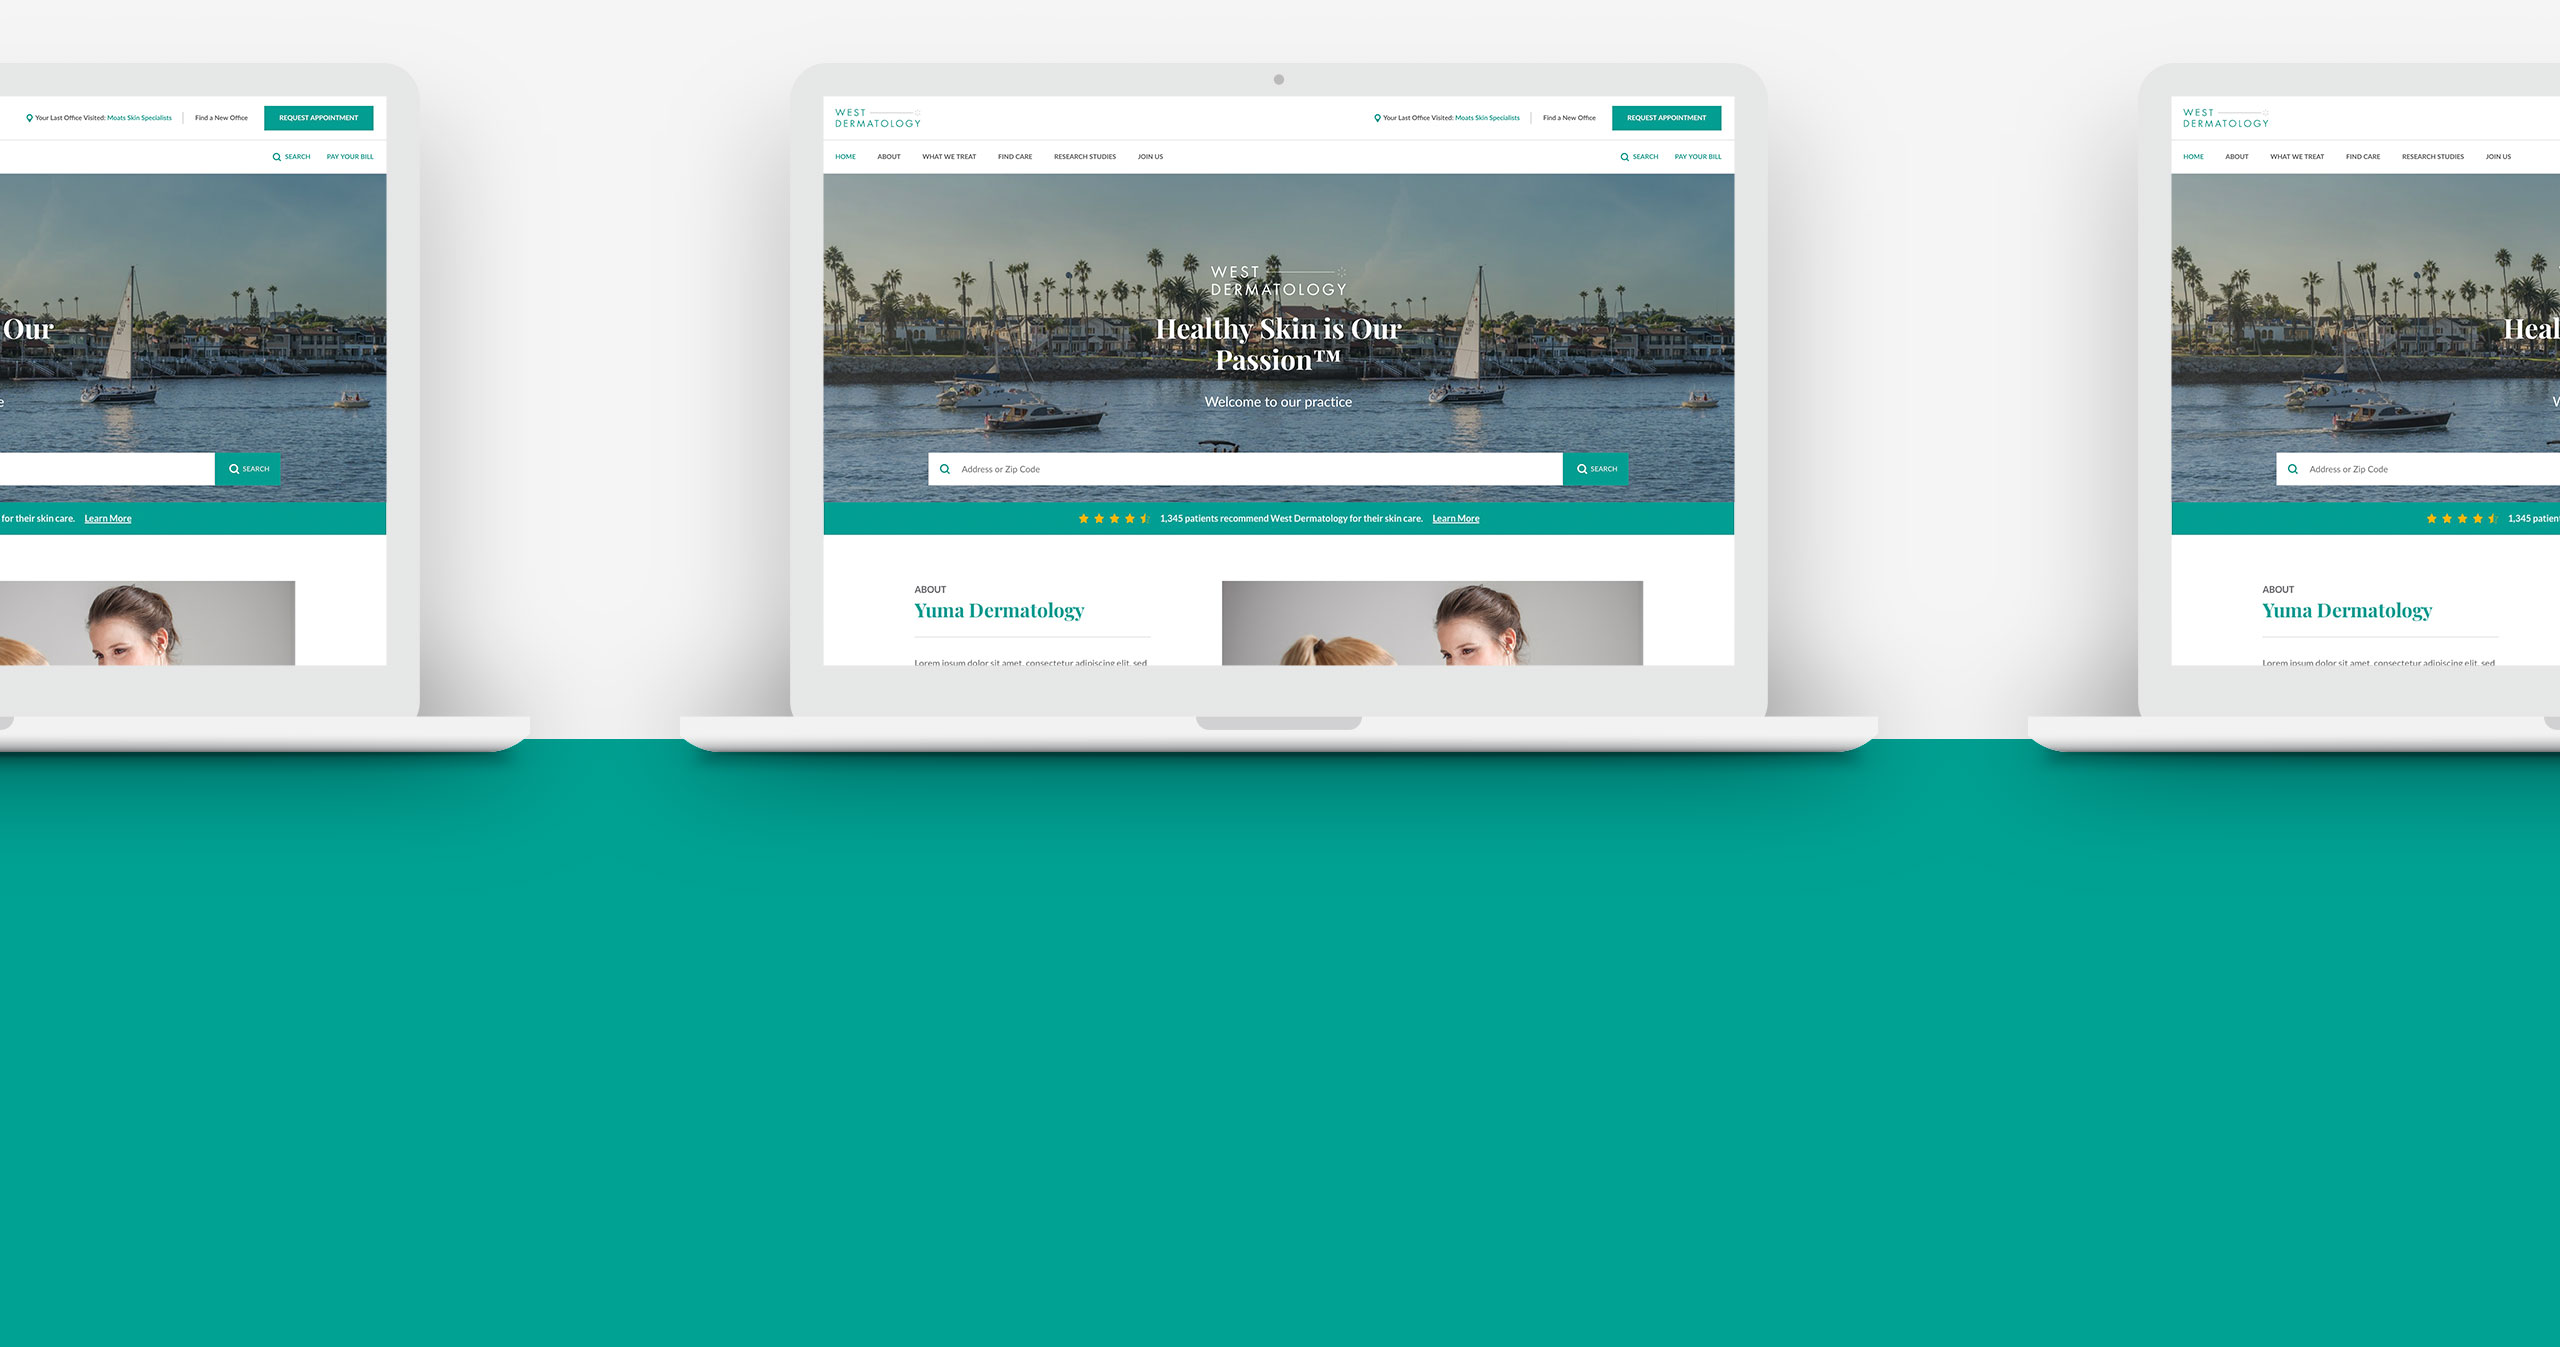 Your Last Office Visited: Moats Skin Specialists
Find a New Office
REQUEST APPOINTMENT
SEARCH
PAY YOUR BILL
Our
SEARCH
for their skin care. Learn More
WEST
DERMATOLOGY
Your Last Office Visited: Moats Skin Specialists
Find a New Office
REQUEST APPOINTMENT
HOME ABOUT WHAT WE TREAT FIND CARE RESEARCH STUDIES JOIN US
SEARCH
PAY YOUR BILL
WEST
DERMATOLOGY
Healthy Skin is Our
Passion™
Welcome to our practice
Address or Zip Code
SEARCH
1,345 patients recommend West Dermatology for their skin care. Learn More
ABOUT
Yuma Dermatology
Lorem ipsum dolor sit amet, consectetur adipiscing elit, sed
WEST
DERMATOLOGY
HOME ABOUT WHAT WE TREAT FIND CARE RESEARCH STUDIES JOIN US
Heal
Address or Zip Code
1,345 patien
ABOUT
Yuma Dermatology
Lorem ipsum dolor sit amet, consectetur adipiscing elit, sed